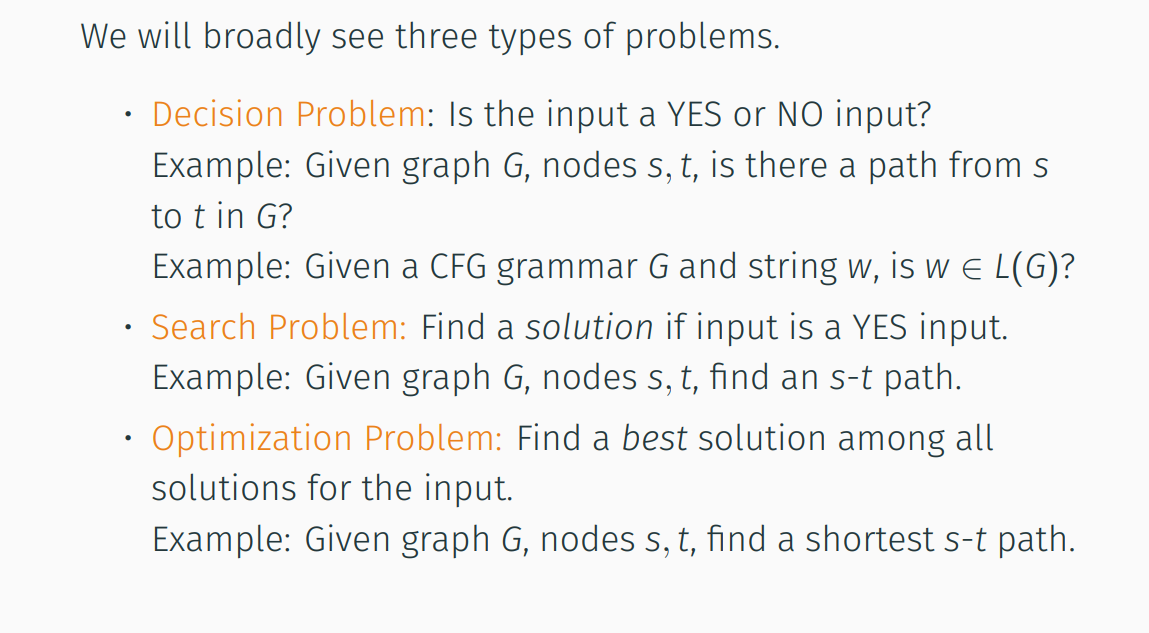 We will broadly see three types of problems.
• Decision Problem: Is the input a YES or NO input?
Example: Given graph G, nodes s, t, is there a path from s
to t in G?
Example: Given a CFG grammar G and string w, is w ∈ L(G)?
• Search Problem: Find a solution if input is a YES input.
Example: Given graph G, nodes s, t, find an s-t path.
• Optimization Problem: Find a best solution among all
solutions for the input.
Example: Given graph G, nodes s, t, find a shortest s-t path.